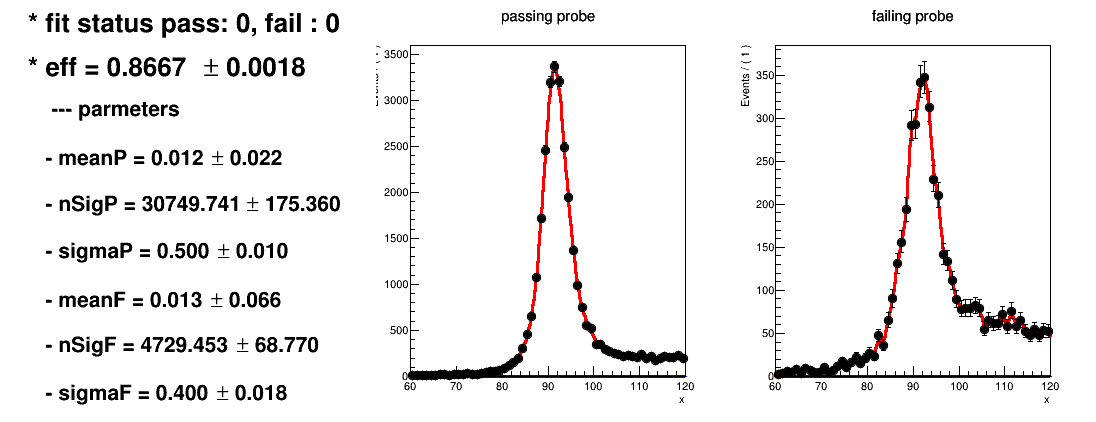 * fit status pass: 0, fail : 0
* eff = 0.8667 ± 0.0018
--- parmeters
- meanP = 0.012 ± 0.022
- nSigP = 30749.741 ± 175.360
- sigmaP = 0.500 ± 0.010
- meanF = 0.013 ± 0.066
- nSigF = 4729.453 ± 68.770
- sigmaF = 0.400 ± 0.018
passing probe
3500
3000
2500
2000
1500
1000
500
0
60 70 80 90 100 110 120
x
failing probe
Events / ( 1 )
350
300
250
200
150
100
50
0
60 70 80 90 100 110 120
x